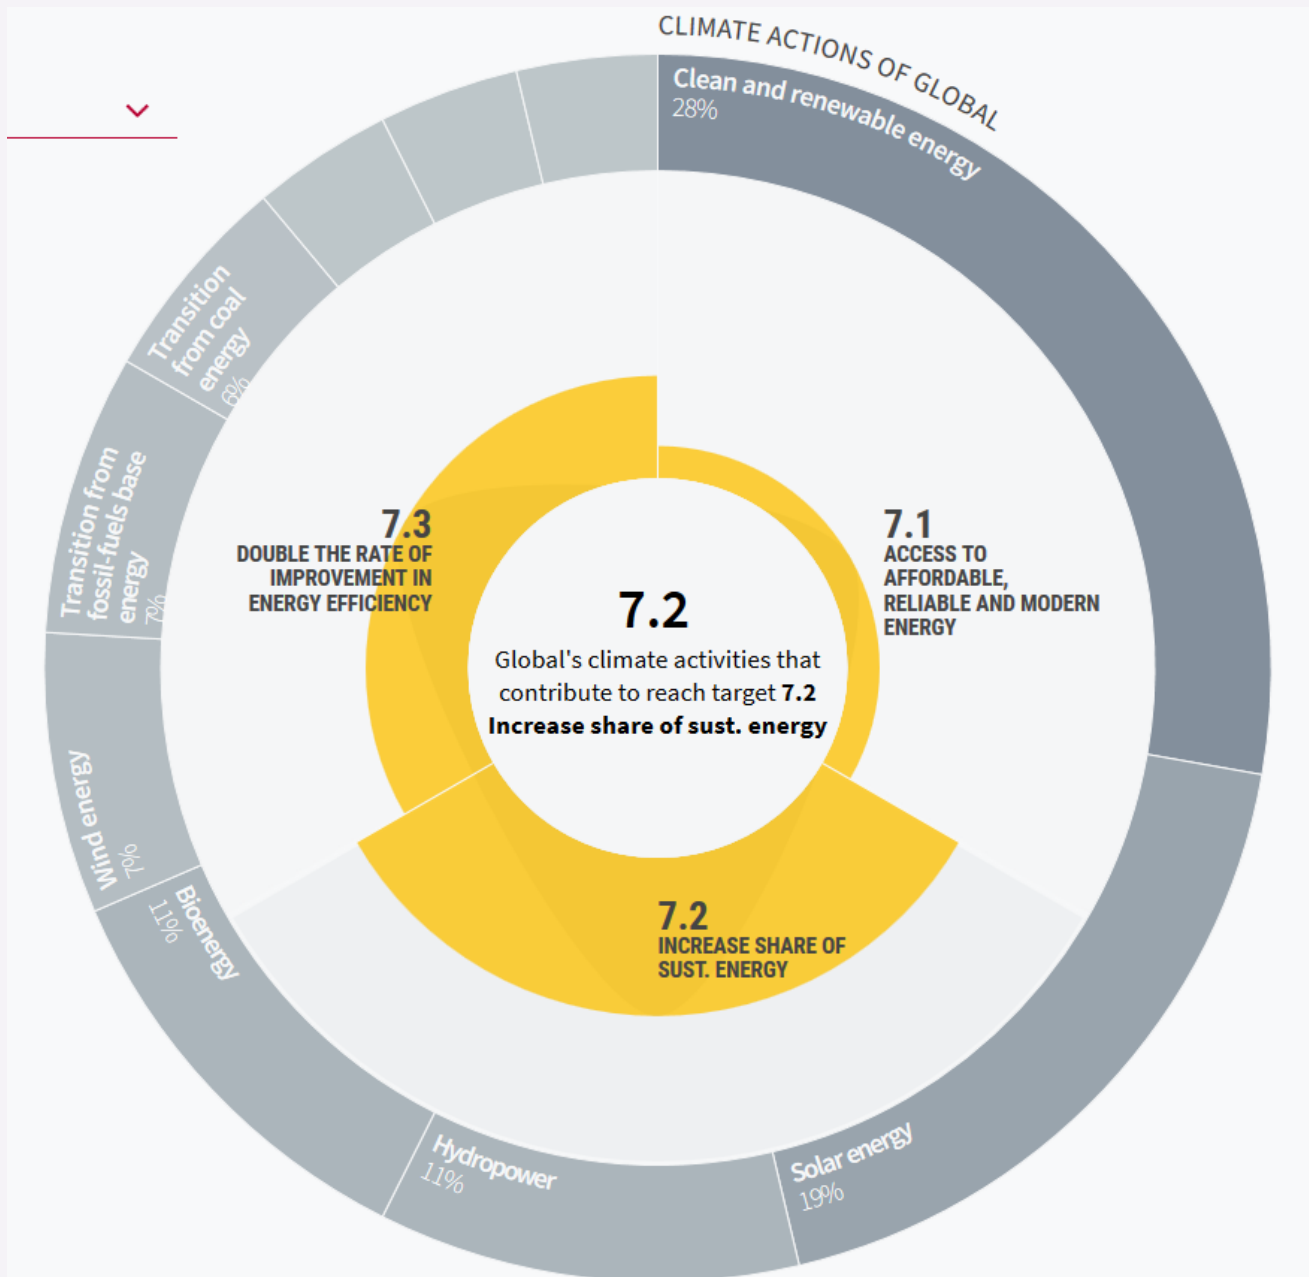 CLIMATE ACTIONS OF GLOBAL
Clean and renewable energy
28%
Transition
from coal
energy
6%
Transition from
fossil-fuels base
energy
7%
Wind energy
7%
Bioenergy
11%
Hydropower
11%
Solar energy
19%
7.3
DOUBLE THE RATE OF
IMPROVEMENT IN
ENERGY EFFICIENCY
7.1
ACCESS TO
AFFORDABLE,
RELIABLE AND MODERN
ENERGY
7.2
Global's climate activities that
contribute to reach target 7.2
Increase share of sust. energy
7.2
INCREASE SHARE OF
SUST. ENERGY